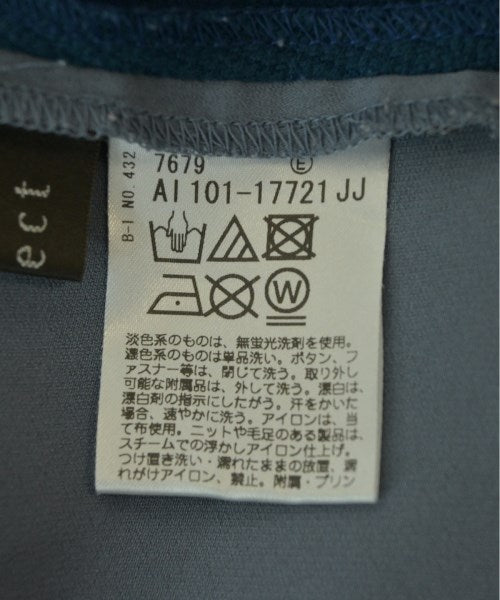 ect
B-I NO. 432
7679 E
AI 101-17721 JJ
W
淡色系のものは、無蛍光洗剤を使用。
濃色系のものは単品洗い。ボタン、フ
ァスナー等は、閉じて洗う。取り外し
可能な附属品は、外して洗う。漂白は、
漂白剤の指示にしたがう。汗をかいた
場合、速やかに洗う。アイロンは、当
て布使用。ニットや毛足のある製品は、
スチームでの浮かしアイロン仕上げ。
つけ置き洗い・濡れたままの放置、濡
れがけアイロン、禁止。附属・プリン